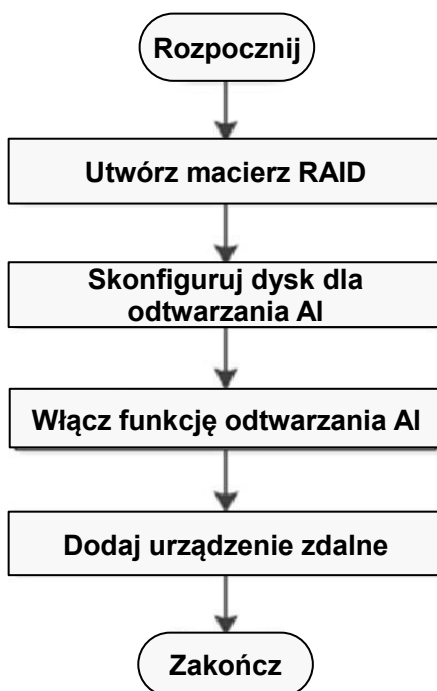 Rozpocznij
Utwórz macierz RAID
Skonfiguruj dysk dla
odtwarzania AI
Włącz funkcję odtwarzania AI
Dodaj urządzenie zdalne
Zakończ